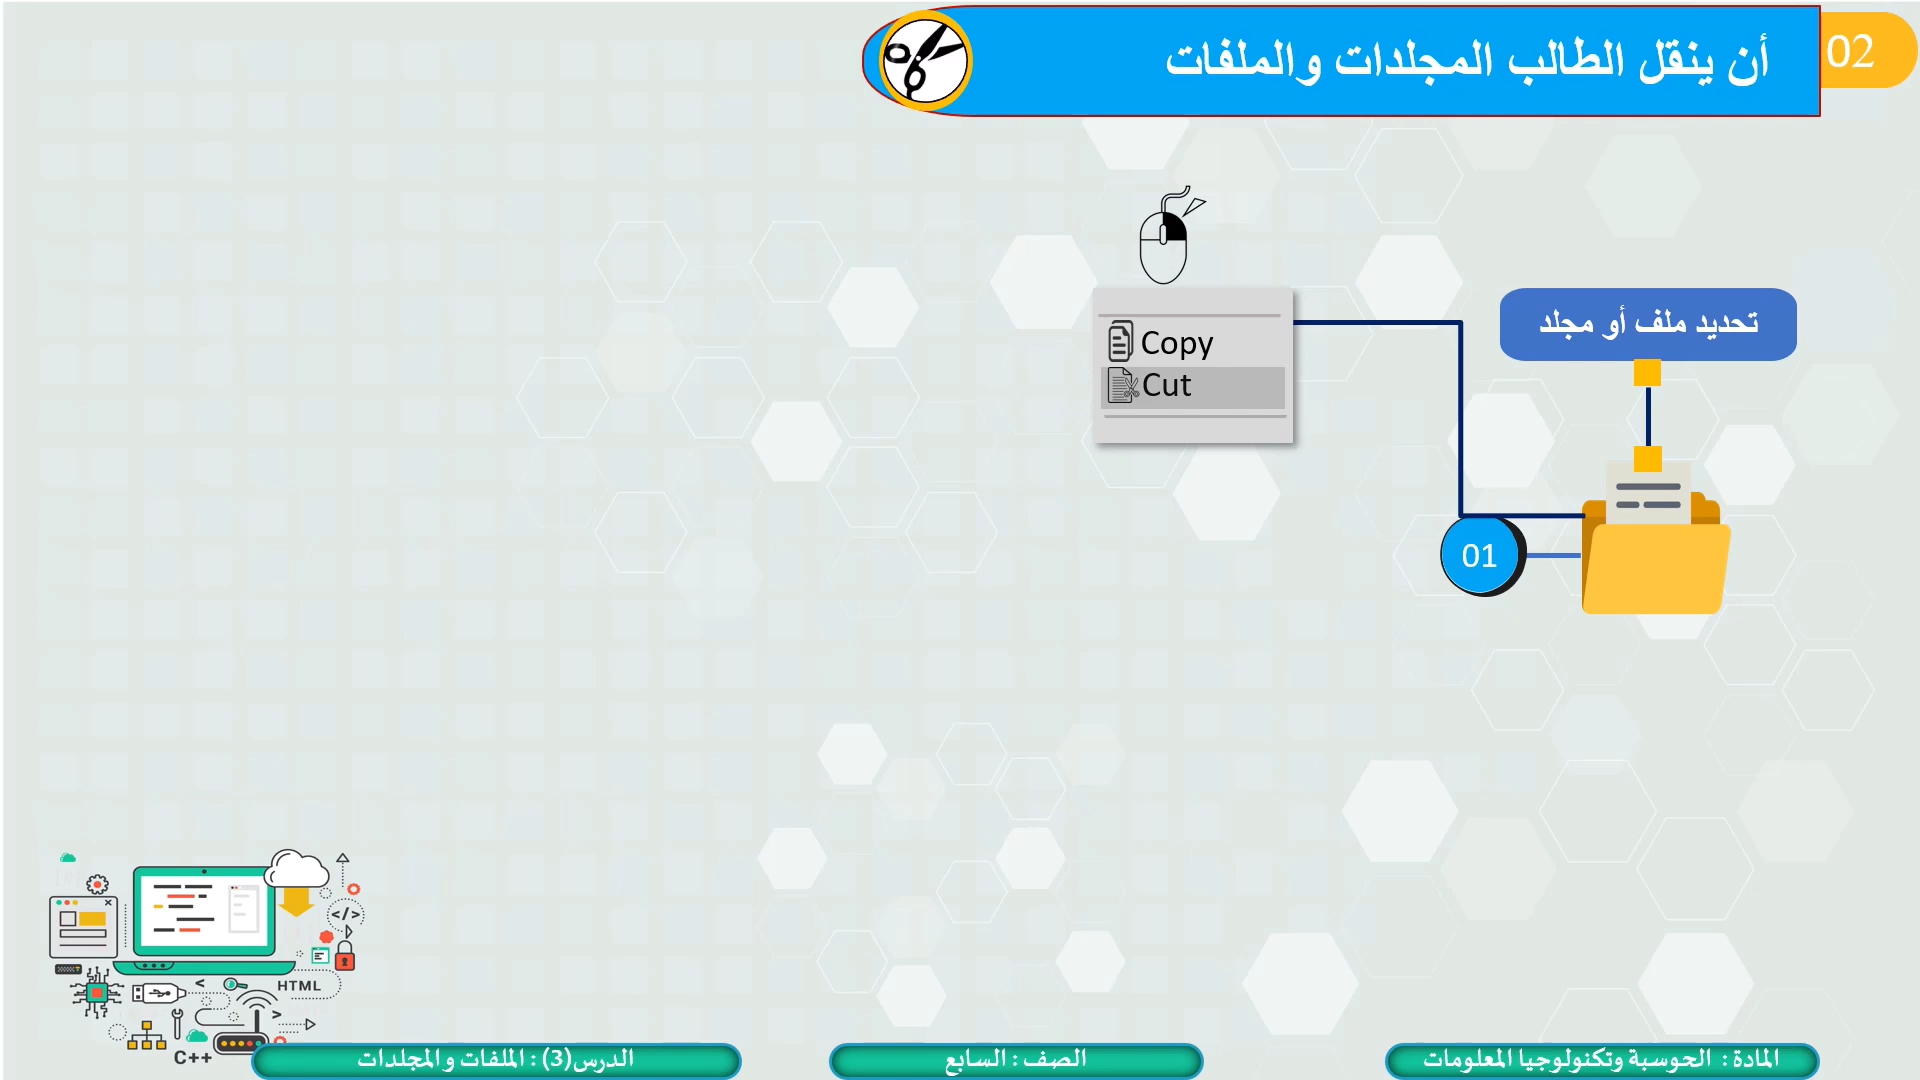 02
أن ينقل الطالب المجلدات والملفات
تحديد ملف أو مجلد
Copy
Cut
01
</>
HTML
C++
المادة : الحوسبة وتكنولوجيا المعلومات
الصف : السابع
الدرس(3) : الملفات و المجلدات